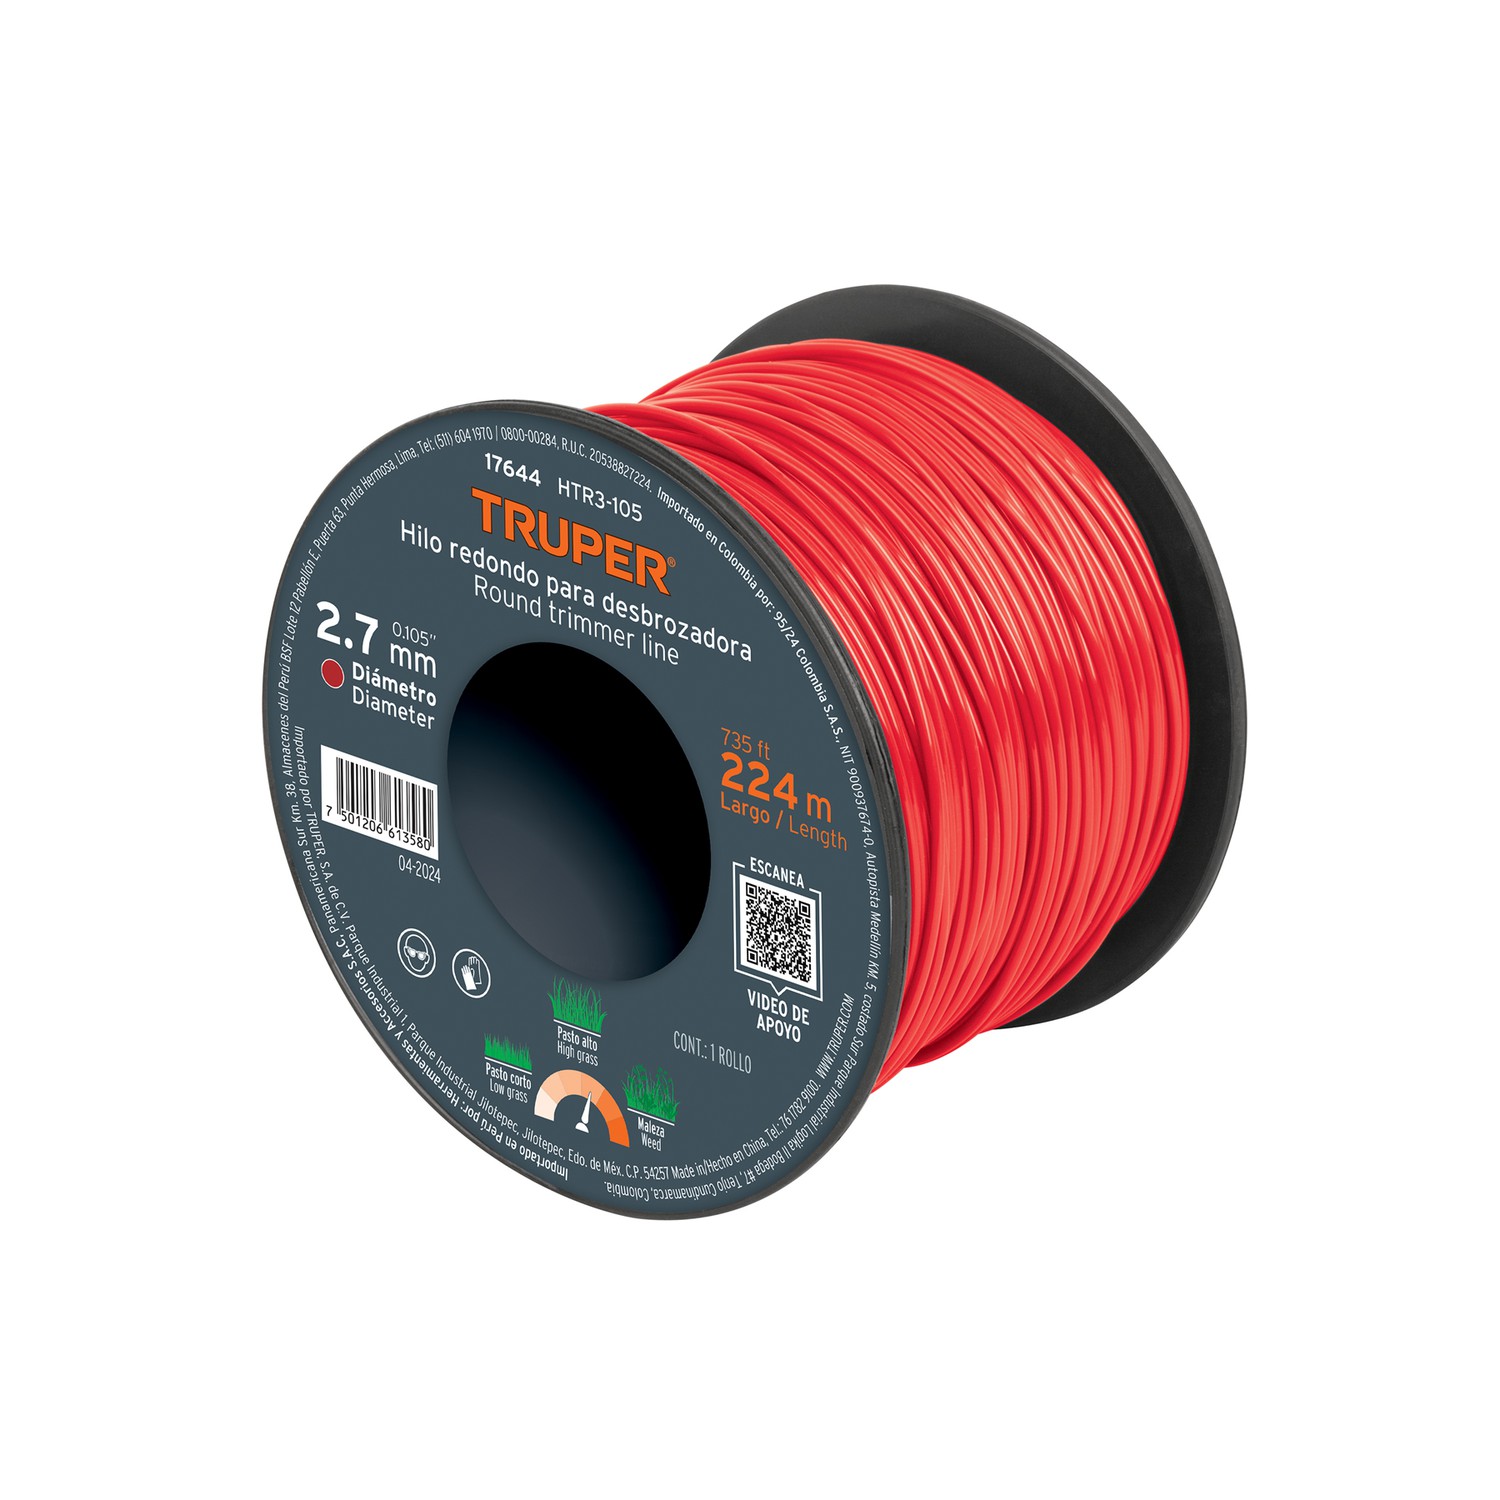 17644 HTR3-105
TRUPER®
Hilo redondo para desbrozadora
Round trimmer line
2.7 mm
0.105"
Diámetro
Diameter
735 ft
224 m
Largo / Length
7 501206 613580
04-2024
ESCANEA
VIDEO DE
APOYO
CONT.: 1 ROLLO
Pasto alto
High grass
Pasto corto
Low grass
Maleza
Weed
Importado por TRUPER, S.A. de C.V. Parque Industrial 1, Parque Industrial Jilotepec, Jilotepec, Edo. de Méx. C.P. 54257 Made in/Hecho en China, Tel.: 76 1782 9100. WWW.TRUPER.COM
Importado en Perú por: Herramientas y Accesorios S.A.C, Panamericana Sur Km. 38, Almacenes del Perú BSF Lote 12 Pabellón E, Puerta 63, Punta Hermosa, Lima, Tel: (511) 604 1970 | 0800-00284, R.U.C. 20538827224.
Importado en Colombia por: 95/24 Colombia S.A.S., NIT 900937674-0, Autopista Medellín KM. 5, costado Sur Parque Industrial Logika II Bodega #7, Tenjo Cundinamarca, Colombia.